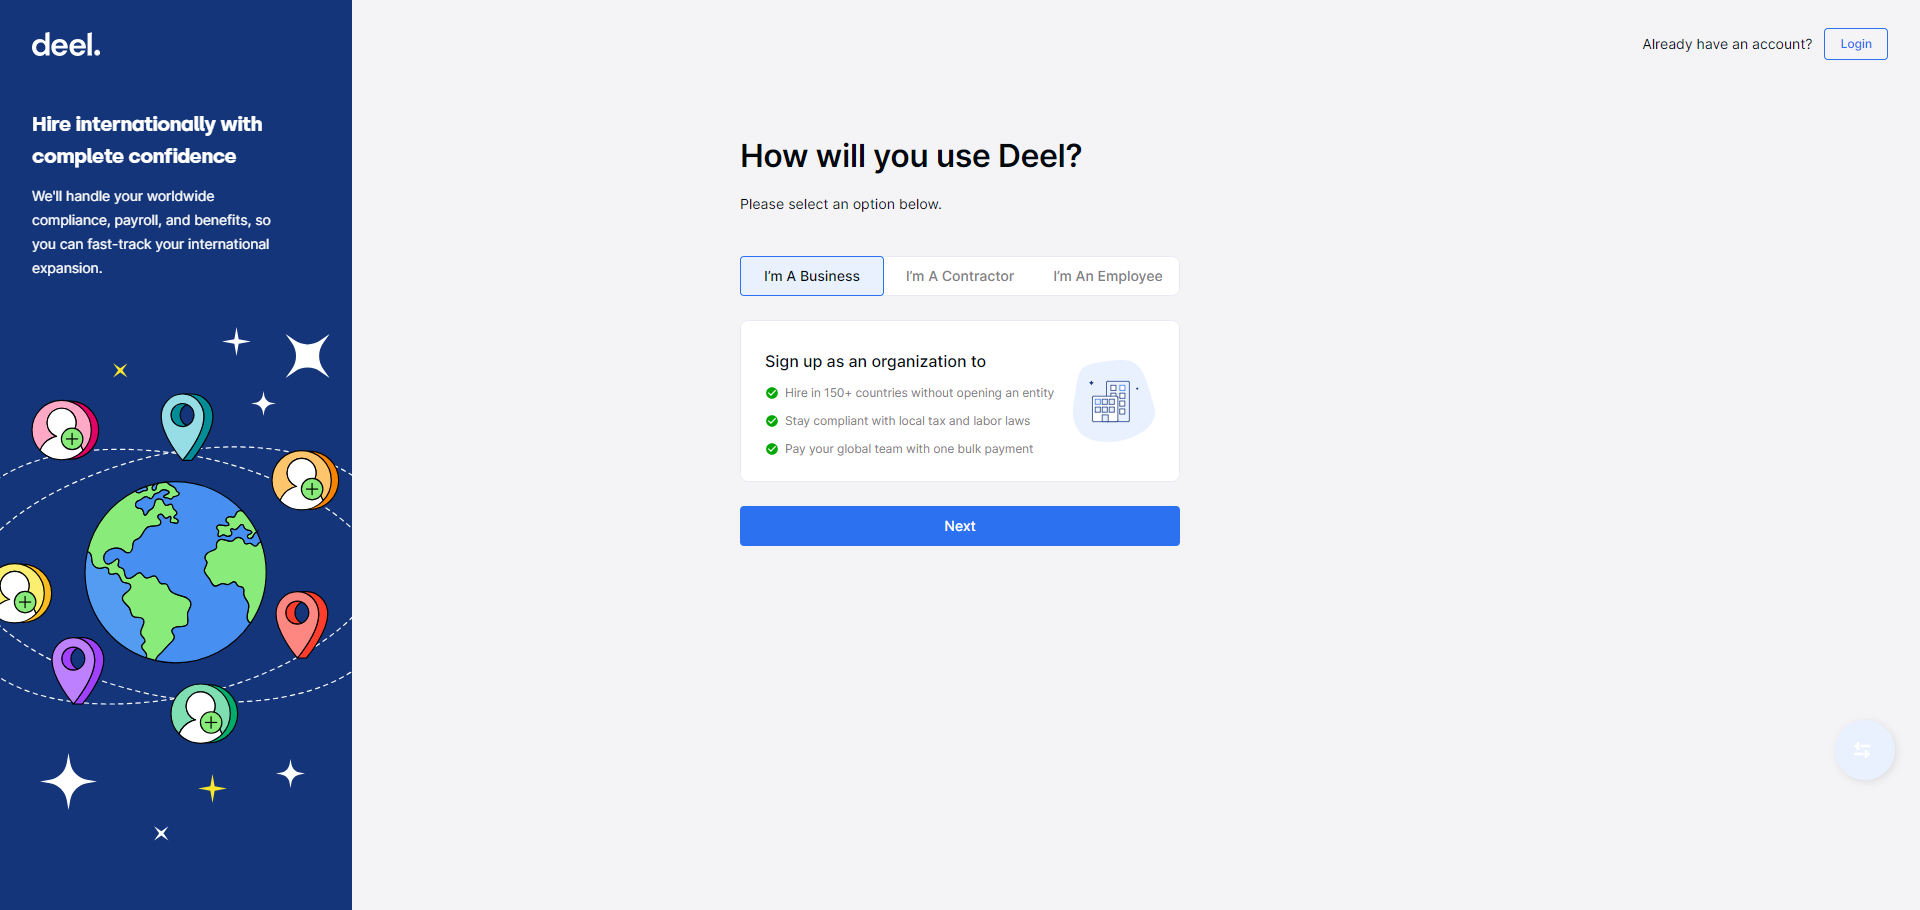 deel.
Hire internationally with
complete confidence
We'll handle your worldwide
compliance, payroll, and benefits, so
you can fast-track your international
expansion.
Already have an account?
Login
How will you use Deel?
Please select an option below.
I'm A Business
I'm A Contractor
I'm An Employee
Sign up as an organization to
Hire in 150+ countries without opening an entity
Stay compliant with local tax and labor laws
Pay your global team with one bulk payment
Next